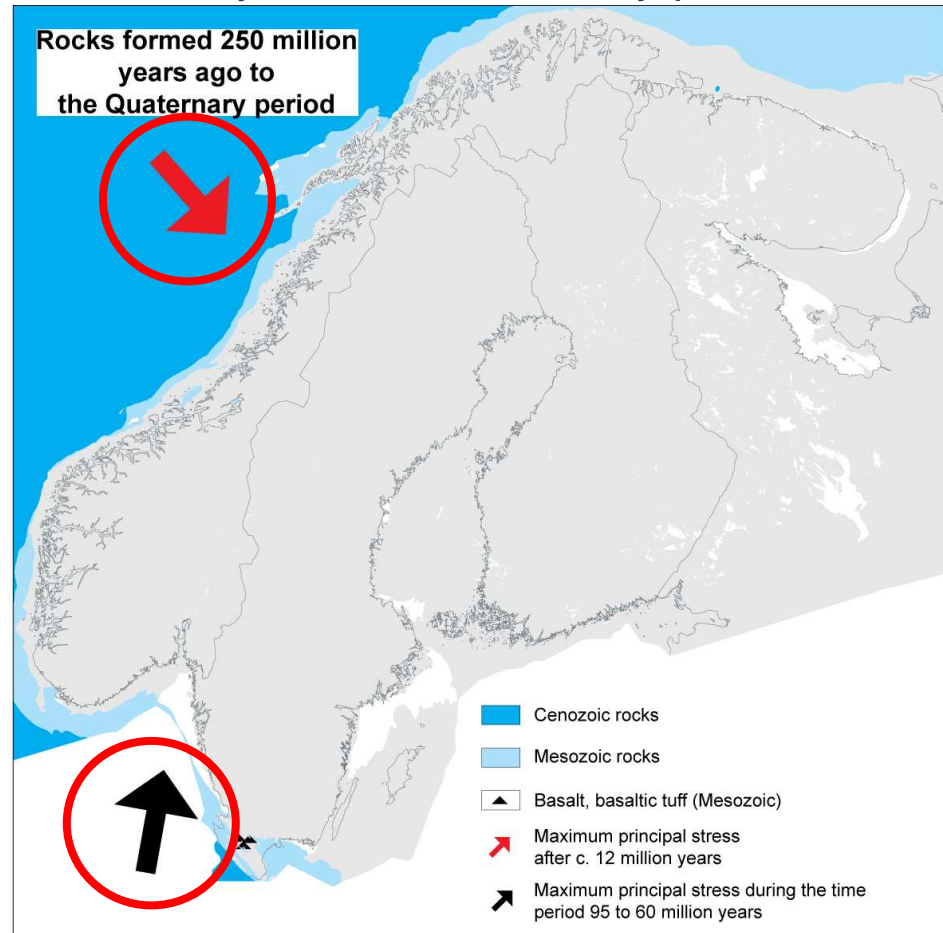 Rocks formed 250 million
years ago to
the Quaternary period
Cenozoic rocks
Mesozoic rocks
Basalt, basaltic tuff (Mesozoic)
Maximum principal stress
after c. 12 million years
Maximum principal stress during the time
period 95 to 60 million years